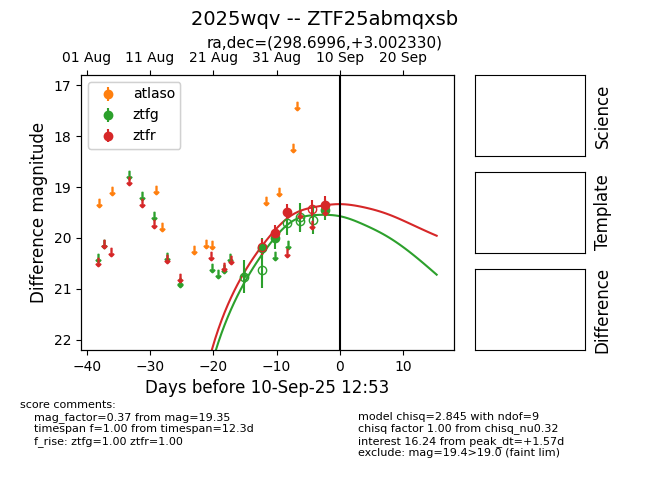 2025wqv -- ZTF25abmqxsb
ra,dec=(298.6996,+3.002330)
01 Aug 11 Aug 21 Aug 31 Aug 10 Sep 20 Sep
atlaso
ztfg
ztfr
17
18
19
20
21
22
Difference magnitude
−40 −30 −20 −10 0 10
Days before 10-Sep-25 12:53
Science
Template
Difference
score comments:
mag_factor=0.37 from mag=19.35
timespan f=1.00 from timespan=12.3d
f_rise: ztfg=1.00 ztfr=1.00
model chisq=2.845 with ndof=9
chisq factor 1.00 from chisq_nu0.32
interest 16.24 from peak_dt=+1.57d
exclude: mag=19.4>19.0 (faint lim)